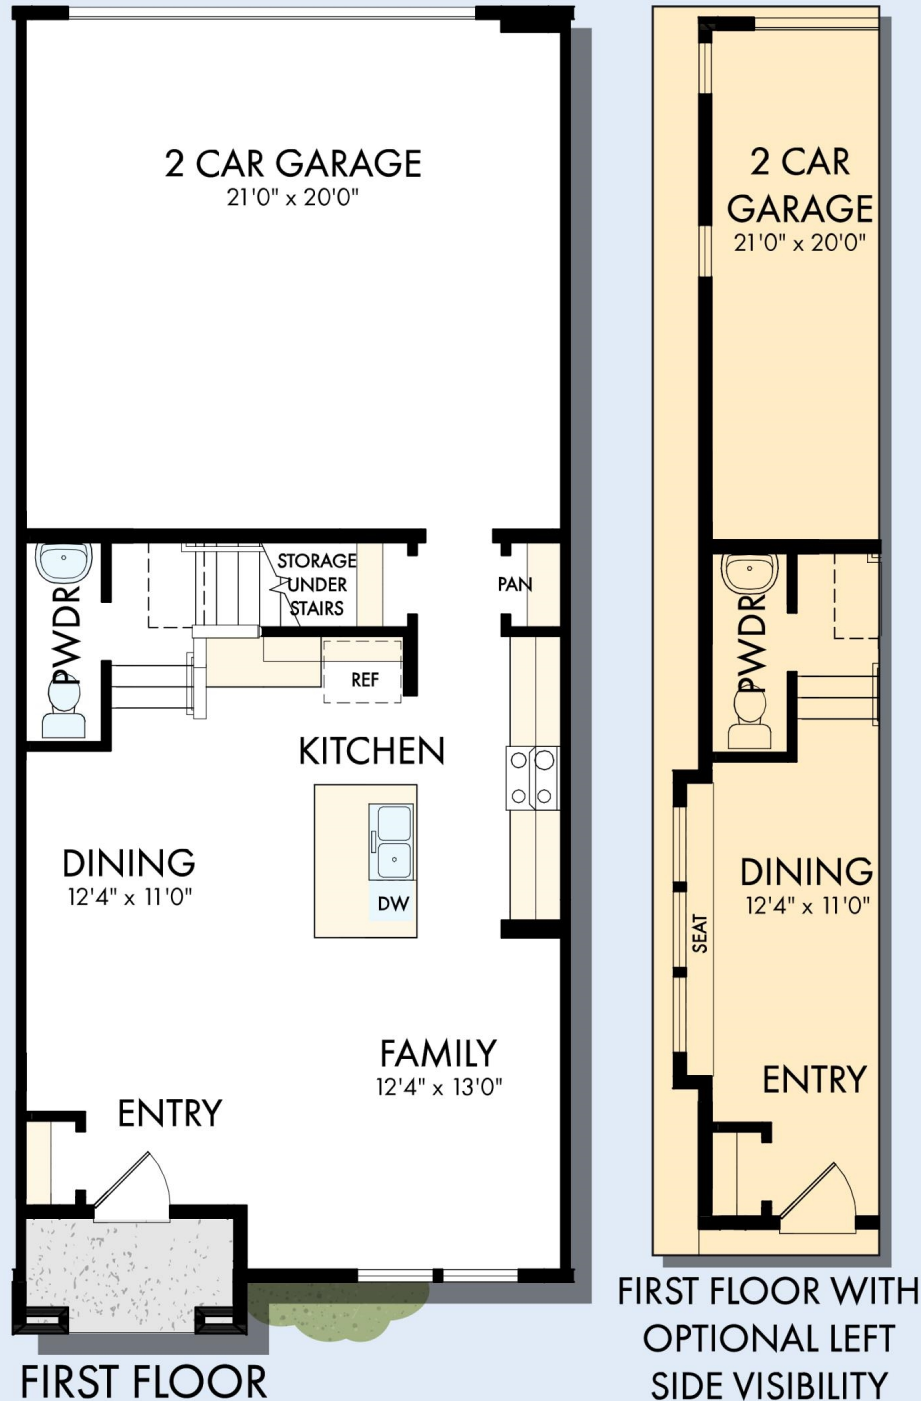 2 CAR GARAGE
21'0" x 20'0"
STORAGE
UNDER
STAIRS
PAN
PWDR
REF
KITCHEN
DINING
12'4" x 11'0"
DW
FAMILY
12'4" x 13'0"
ENTRY
FIRST FLOOR
2 CAR
GARAGE
21'0" x 20'0"
PWDR
DINING
12'4" x 11'0"
SEAT
ENTRY
FIRST FLOOR WITH
OPTIONAL LEFT
SIDE VISIBILITY